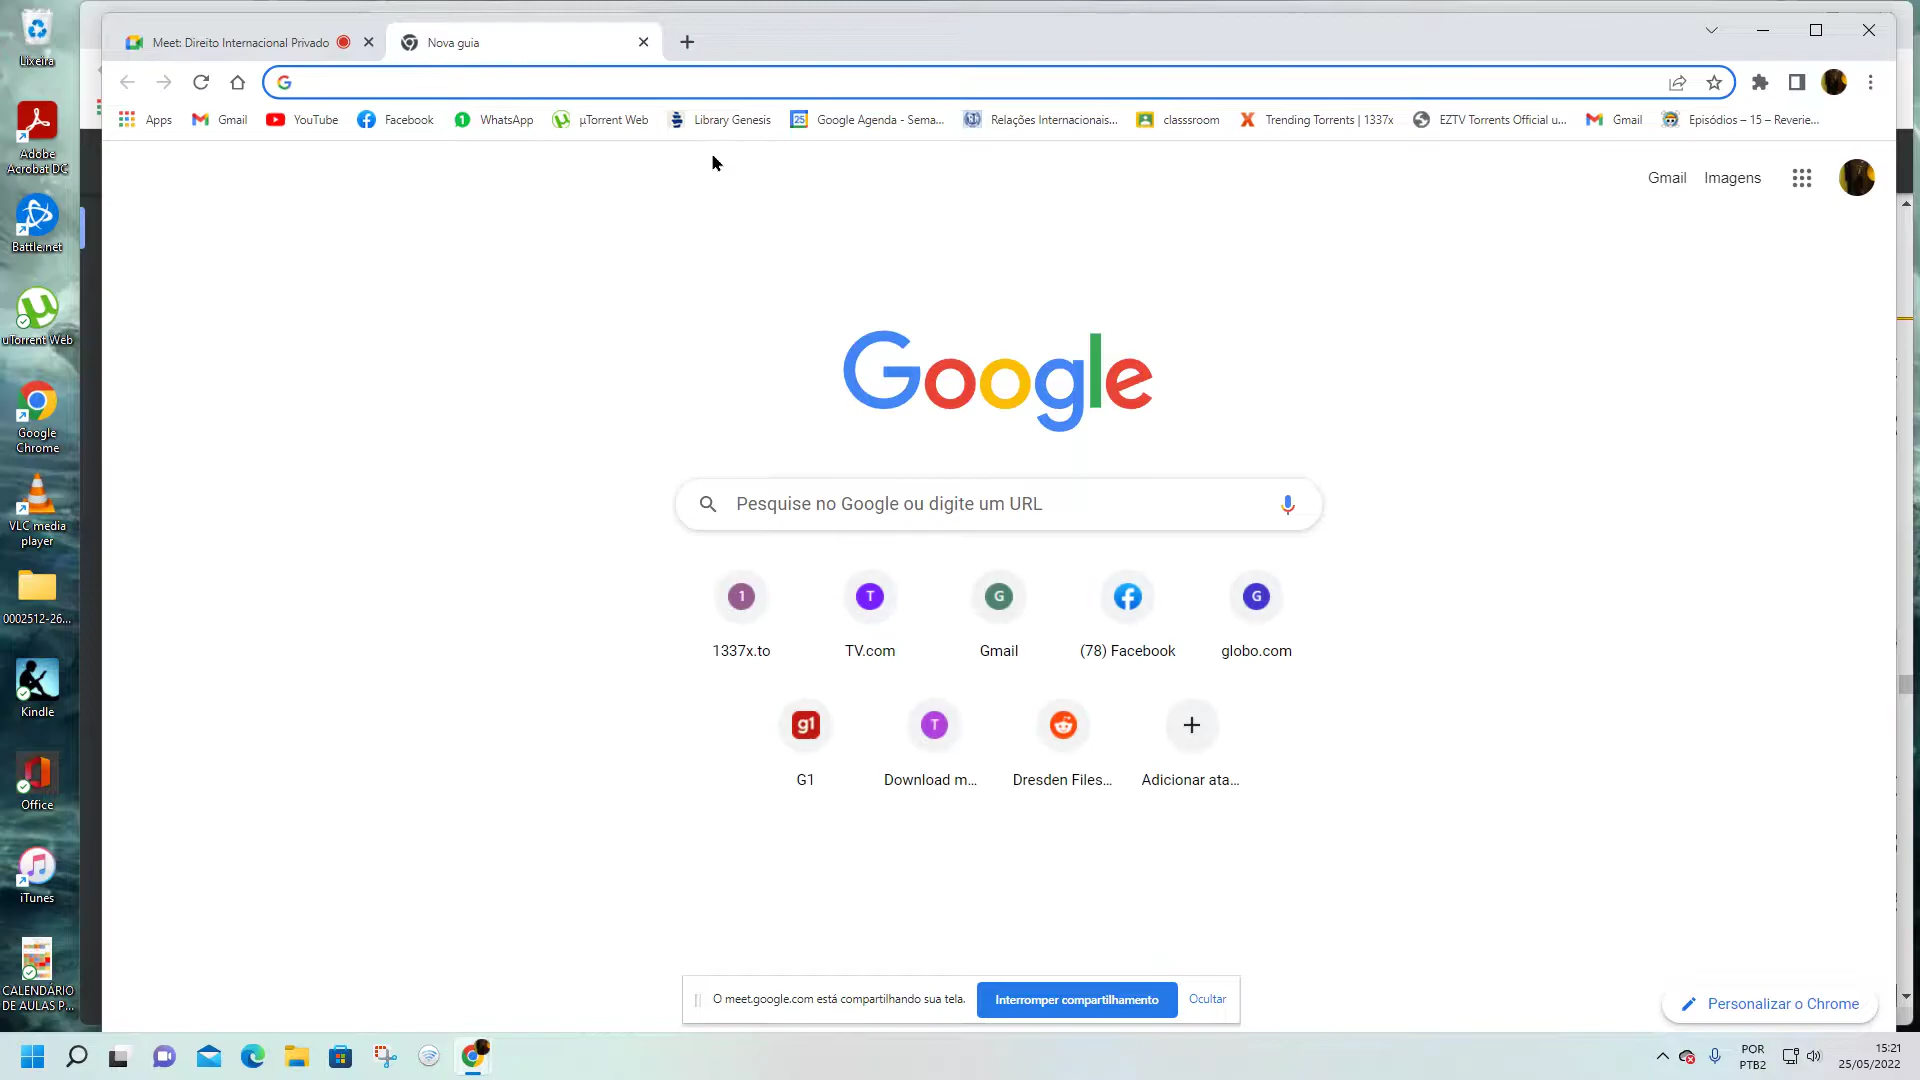 Lixeira
Adobe
Acrobat DC
Battle.net
uTorrent Web
Google
Chrome
VLC media
player
0002512-26...
Kindle
Office
iTunes
CALENDÁRIO
DE AULAS P...
Meet: Direito Internacional Privado
Nova guia
Apps
Gmail
YouTube
Facebook
WhatsApp
µTorrent Web
Library Genesis
Google Agenda - Sema...
Relações Internacionais...
classsroom
Trending Torrents | 1337x
EZTV Torrents Official u...
Gmail
Episódios – 15 – Reverie...
Gmail
Imagens
Google
Pesquise no Google ou digite um URL
1
T
G
G
1337x.to
TV.com
Gmail
(78) Facebook
globo.com
g1
T
G1
Download m...
Dresden Files...
Adicionar ata...
O meet.google.com está compartilhando sua tela.
Interromper compartilhamento
Ocultar
Personalizar o Chrome
POR
PTB2
15:21
25/05/2022